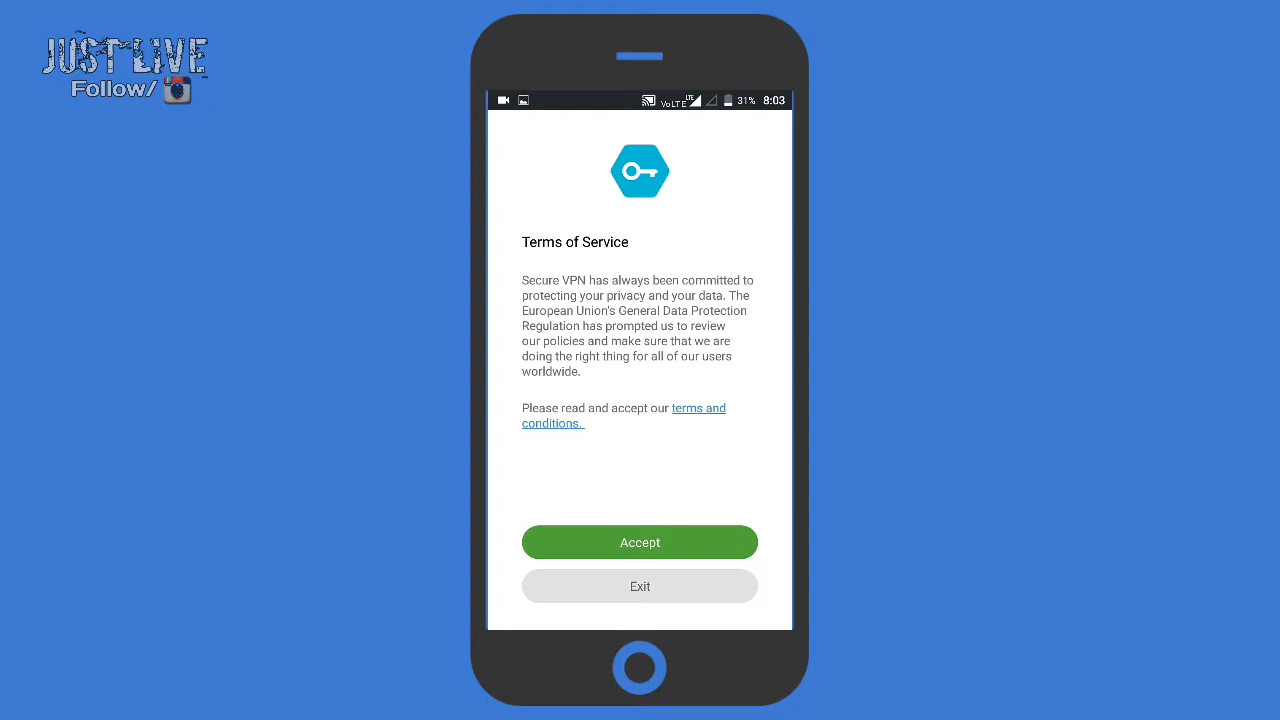 JUST LIVE
Follow/
VoLTE LTE 31% 8:03
Terms of Service
Secure VPN has always been committed to
protecting your privacy and your data. The
European Union's General Data Protection
Regulation has prompted us to review
our policies and make sure that we are
doing the right thing for all of our users
worldwide.
Please read and accept our terms and
conditions.
Accept
Exit